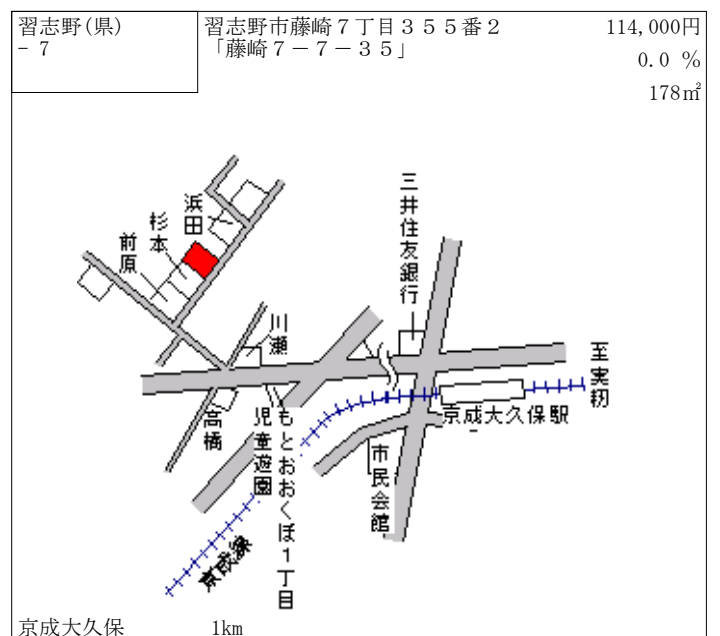 習志野(県)
- 7
習志野市藤崎７丁目３５５番２
「藤崎７－７－３５」
114,000円
0.0 %
178㎡
浜田
杉本
前原
三井住友銀行
川瀬
至実籾
高橋
児童遊園
もとおおくぼ１丁目
京成大久保駅
市民会館
京成線
京成大久保 1km